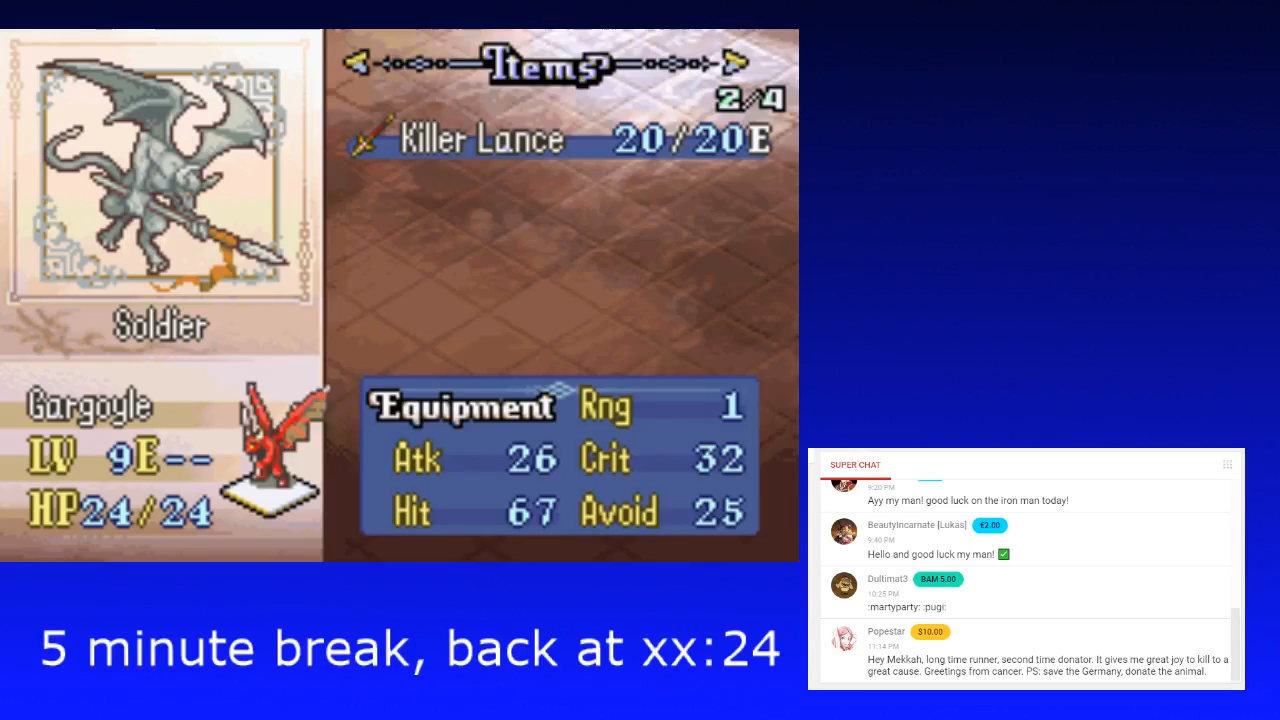 Items
2/4
Killer Lance 20/20 E
Soldier
Gargoyle
LV 9 E--
HP 24/24
Equipment Rng 1
Atk 26 Crit 32
Hit 67 Avoid 25
5 minute break, back at xx:24
SUPER CHAT
9:20 PM
Ayy my man! good luck on the iron man today!
BeautyIncarnate [Lukas] €2.00
9:40 PM
Hello and good luck my man! ✅
Dultimat3 BAM 5.00
10:25 PM
:martyparty: :pugi:
Popestar $10.00
11:14 PM
Hey Mekkah, long time runner, second time donator. It gives me great joy to kill to a
great cause. Greetings from cancer. PS: save the Germany, donate the animal.